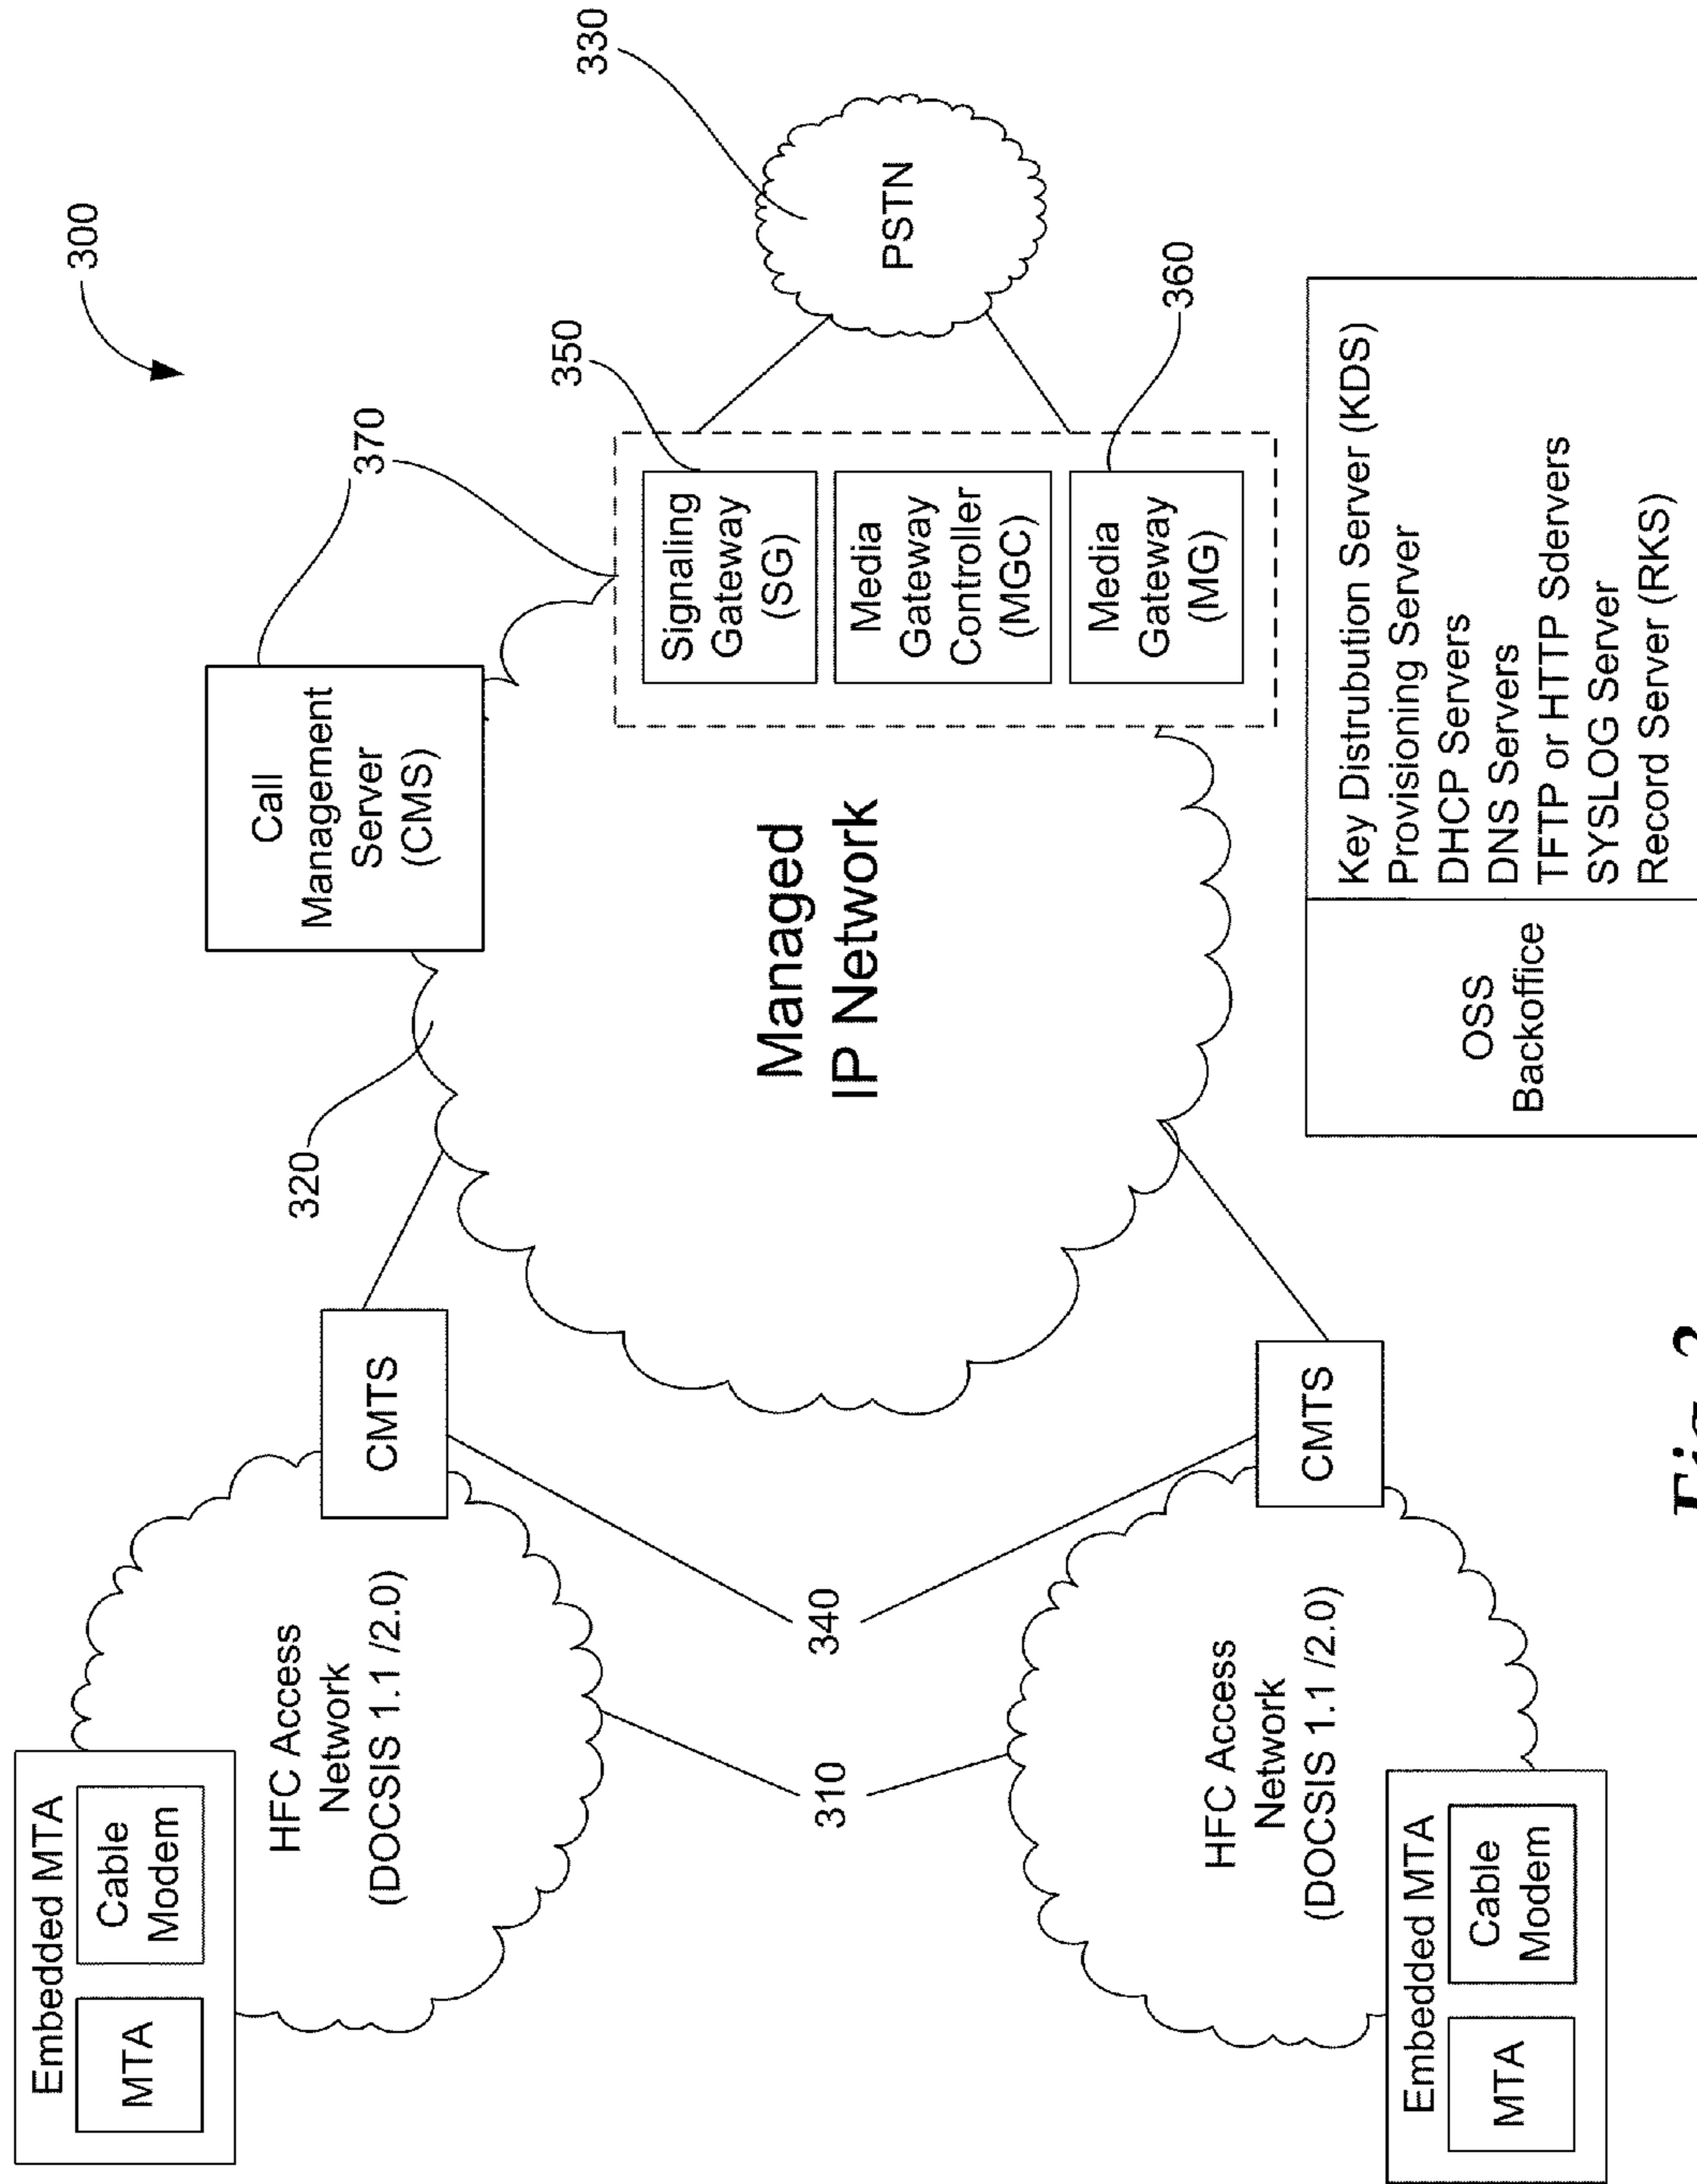 Embedded MTA
MTA
Cable
Modem
HFC Access
Network
(DOCSIS 1.1/2.0)
CMTS
320
Call
Management
Server
(CMS)
370
300
350
330
Managed
IP Network
Signaling
Gateway
(SG)
Media
Gateway
Controller
(MGC)
Media
Gateway
(MG)
PSTN
360
310
340
HFC Access
Network
(DOCSIS 1.1/2.0)
CMTS
Embedded MTA
MTA
Cable
Modem
OSS
Backoffice
Key Distrubution Server (KDS)
Provisioning Server
DHCP Servers
DNS Servers
TFTP or HTTP Sdervers
SYSLOG Server
Record Server (RKS)
Fig